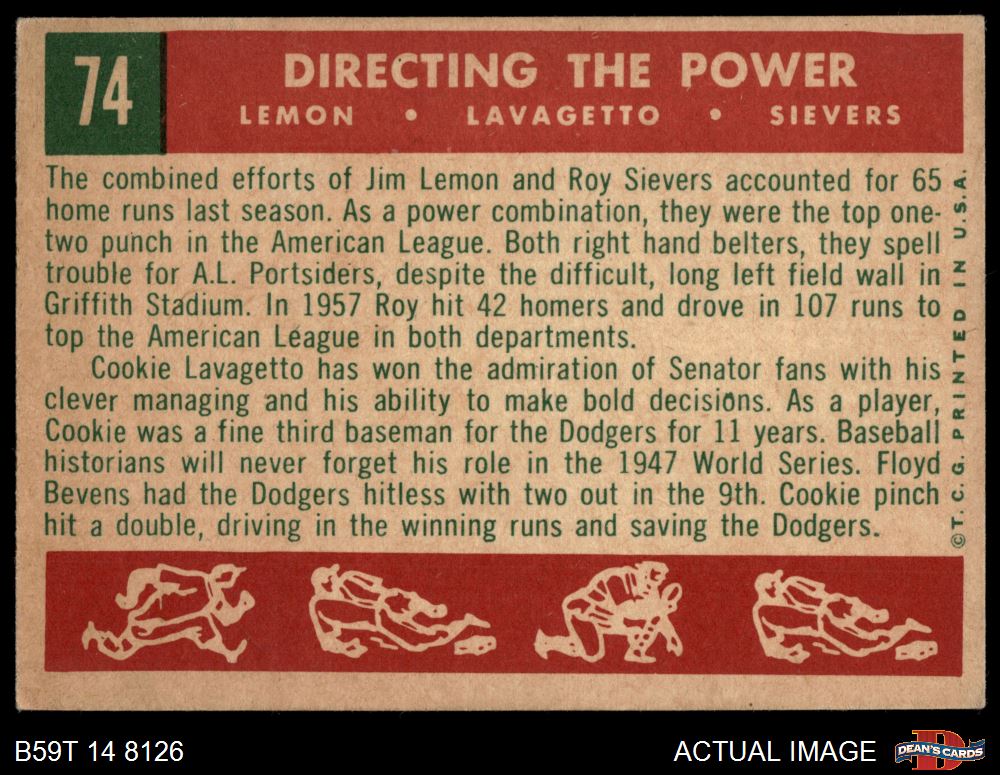 74
DIRECTING THE POWER
LEMON • LAVAGETTO • SIEVERS
The combined efforts of Jim Lemon and Roy Sievers accounted for 65
home runs last season. As a power combination, they were the top one-
two punch in the American League. Both right hand belters, they spell
trouble for A.L. Portsiders, despite the difficult, long left field wall in
Griffith Stadium. In 1957 Roy hit 42 homers and drove in 107 runs to
top the American League in both departments.
Cookie Lavagetto has won the admiration of Senator fans with his
clever managing and his ability to make bold decisions. As a player,
Cookie was a fine third baseman for the Dodgers for 11 years. Baseball
historians will never forget his role in the 1947 World Series. Floyd
Bevens had the Dodgers hitless with two out in the 9th. Cookie pinch
hit a double, driving in the winning runs and saving the Dodgers.
©T. C. G. PRINTED IN U.S.A.
B59T 14 8126
ACTUAL IMAGE
D
DEAN'S CARDS